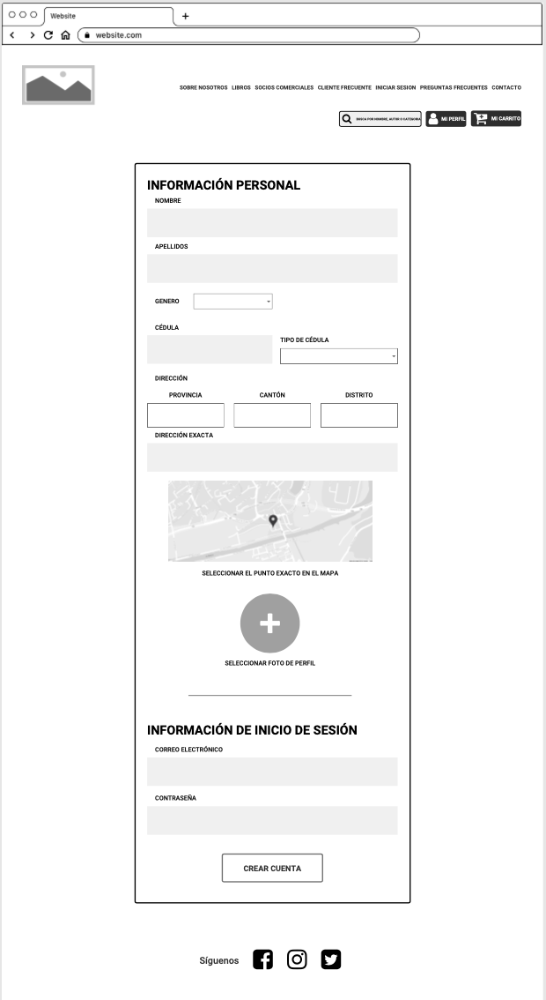 Website
website.com
SOBRE NOSOTROS LIBROS SOCIOS COMERCIALES CLIENTE FRECUENTE INICIAR SESION PREGUNTAS FRECUENTES CONTACTO
BUSCA POR NOMBRE, AUTOR O CATEGORIA MI PERFIL MI CARRITO
INFORMACIÓN PERSONAL
NOMBRE
APELLIDOS
GENERO
CÉDULA
TIPO DE CÉDULA
DIRECCIÓN
PROVINCIA CANTÓN DISTRITO
DIRECCIÓN EXACTA
SELECCIONAR EL PUNTO EXACTO EN EL MAPA
SELECCIONAR FOTO DE PERFIL
INFORMACIÓN DE INICIO DE SESIÓN
CORREO ELECTRÓNICO
CONTRASEÑA
CREAR CUENTA
Síguenos